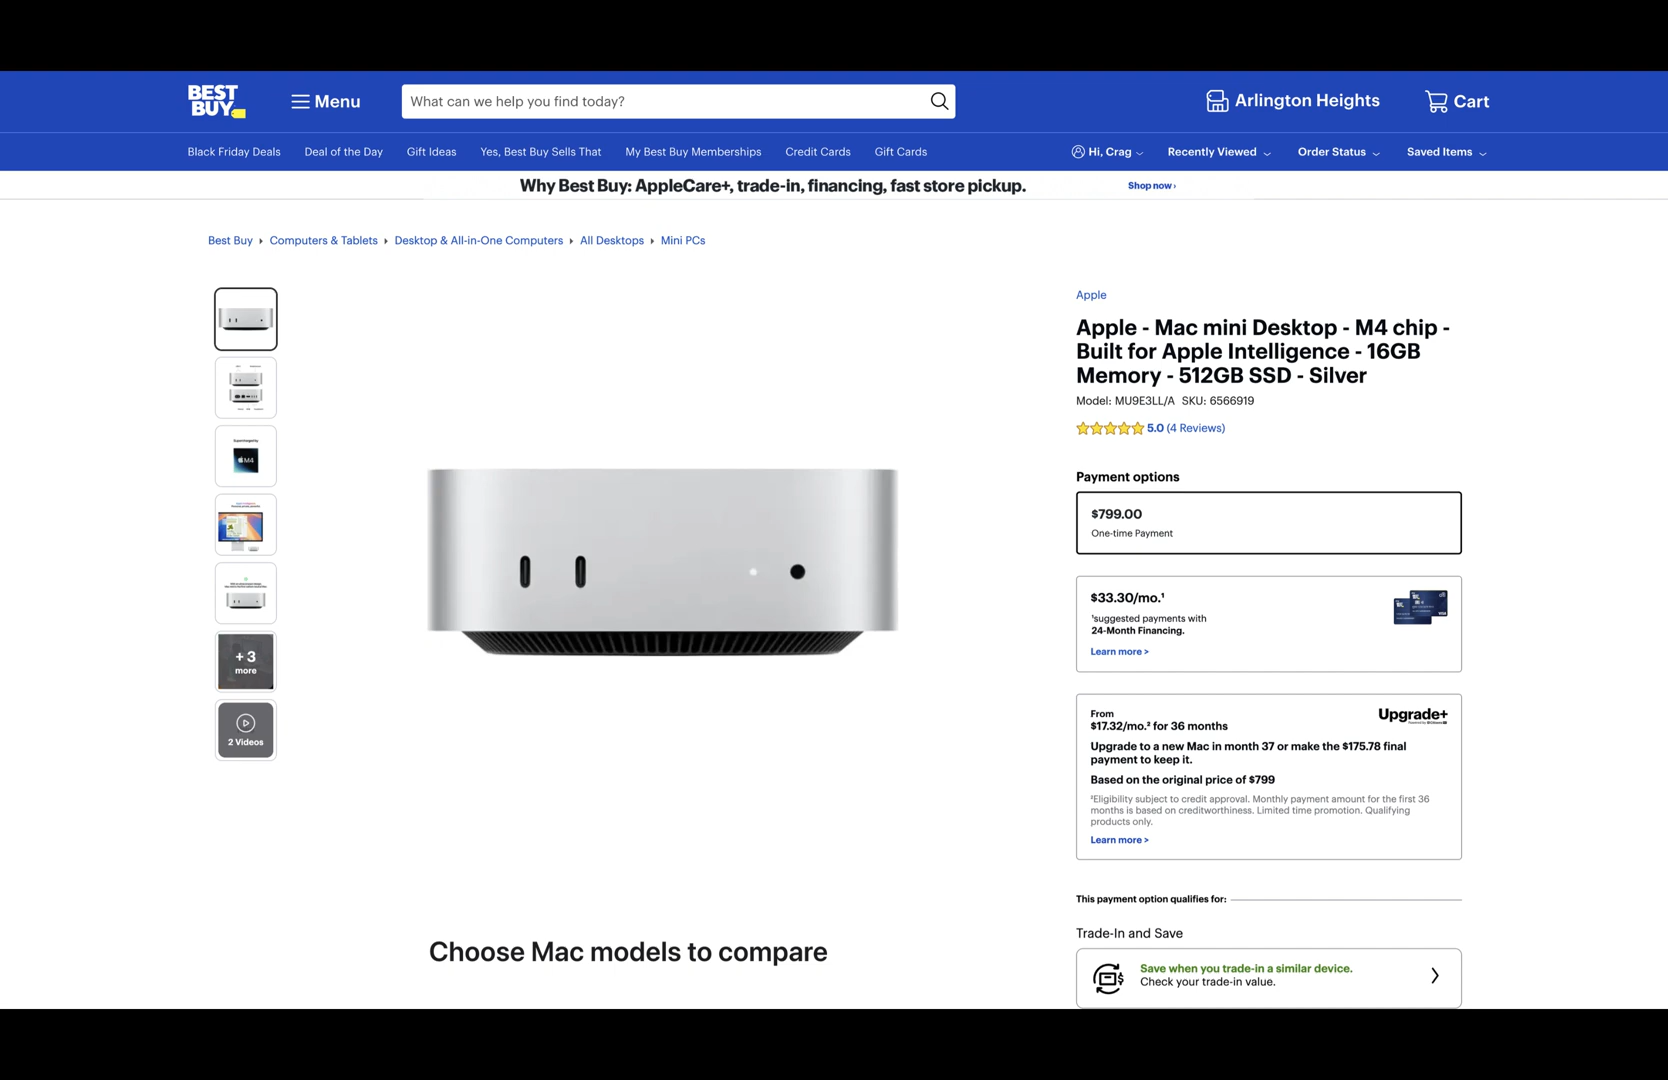 BEST BUY
Menu
What can we help you find today?
Arlington Heights
Cart
Black Friday Deals
Deal of the Day
Gift Ideas
Yes, Best Buy Sells That
My Best Buy Memberships
Credit Cards
Gift Cards
Hi, Crag
Recently Viewed
Order Status
Saved Items
Why Best Buy: AppleCare+, trade-in, financing, fast store pickup.
Shop now ›
Best Buy
Computers & Tablets
Desktop & All-in-One Computers
All Desktops
Mini PCs
M4
+ 3
more
2 Videos
Apple
Apple - Mac mini Desktop - M4 chip -
Built for Apple Intelligence - 16GB
Memory - 512GB SSD - Silver
Model: MU9E3LL/A SKU: 6566919
5.0 (4 Reviews)
Payment options
$799.00
One-time Payment
$33.30/mo.¹
¹suggested payments with
24-Month Financing.
Learn more >
From
$17.32/mo.² for 36 months
Upgrade+
Upgrade to a new Mac in month 37 or make the $175.78 final
payment to keep it.
Based on the original price of $799
²Eligibility subject to credit approval. Monthly payment amount for the first 36
months is based on creditworthiness. Limited time promotion. Qualifying
products only.
Learn more >
This payment option qualifies for:
Trade-In and Save
Save when you trade-in a similar device.
Check your trade-in value.
Choose Mac models to compare